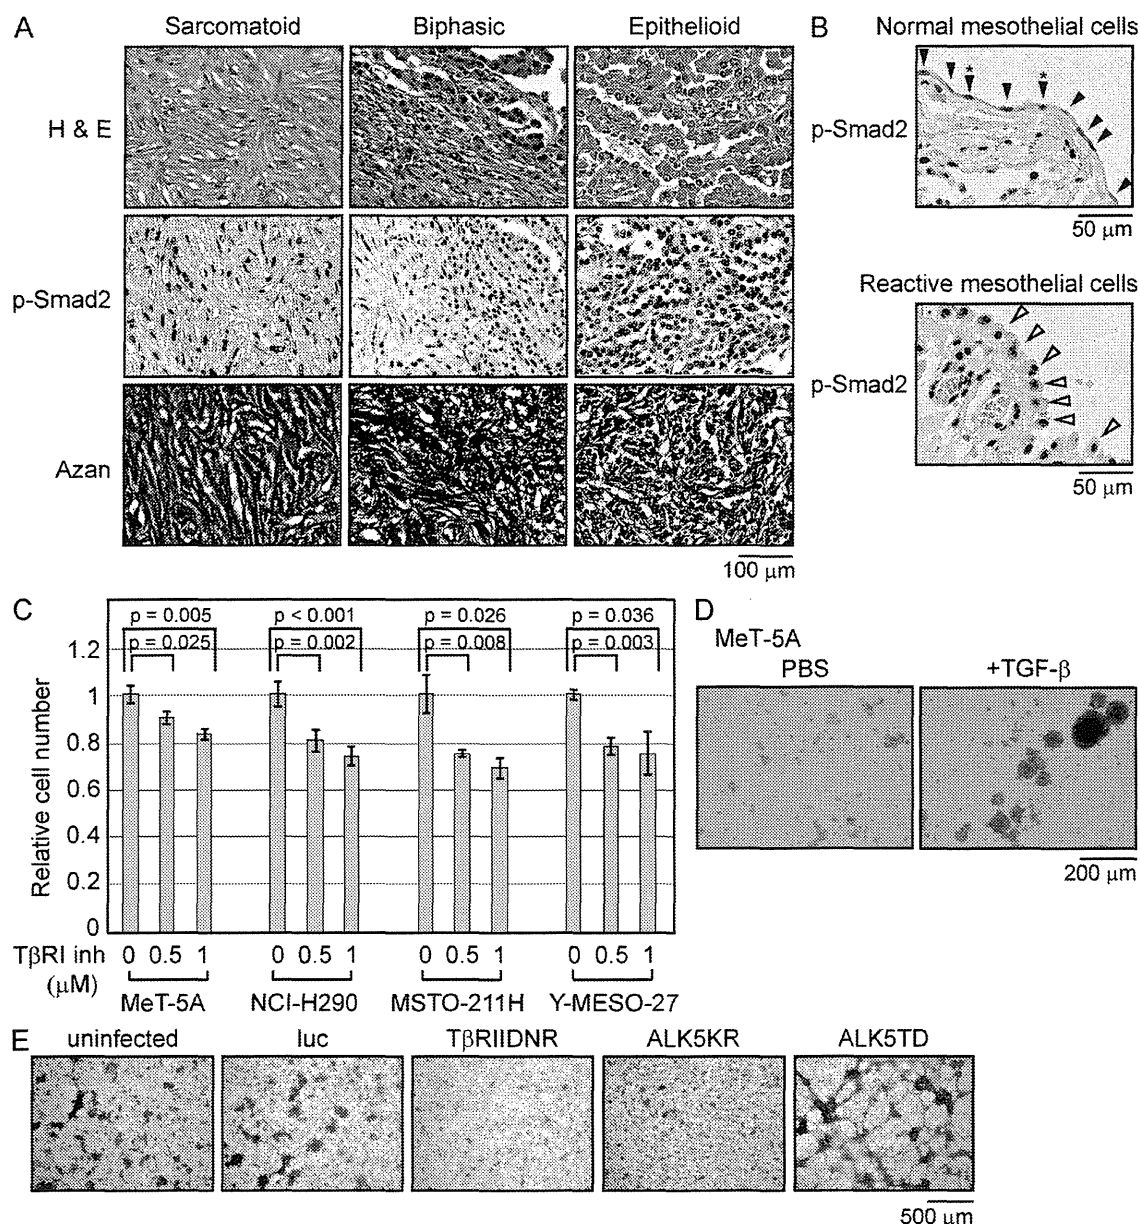 A
Sarcomatoid
Biphasic
Epithelioid
H & E
p-Smad2
Azan
100 μm
B
Normal mesothelial cells
* *
p-Smad2
50 μm
Reactive mesothelial cells
p-Smad2
50 μm
C
p = 0.005 p < 0.001 p = 0.026 p = 0.036
p = 0.025 p = 0.002 p = 0.008 p = 0.003
Relative cell number
1.2
1
0.8
0.6
0.4
0.2
0
TβRI inh 0 0.5 1 0 0.5 1 0 0.5 1 0 0.5 1
(μM)
MeT-5A NCI-H290 MSTO-211H Y-MESO-27
D
MeT-5A
PBS +TGF-β
200 μm
E
uninfected luc TβRIIDNR ALK5KR ALK5TD
500 μm